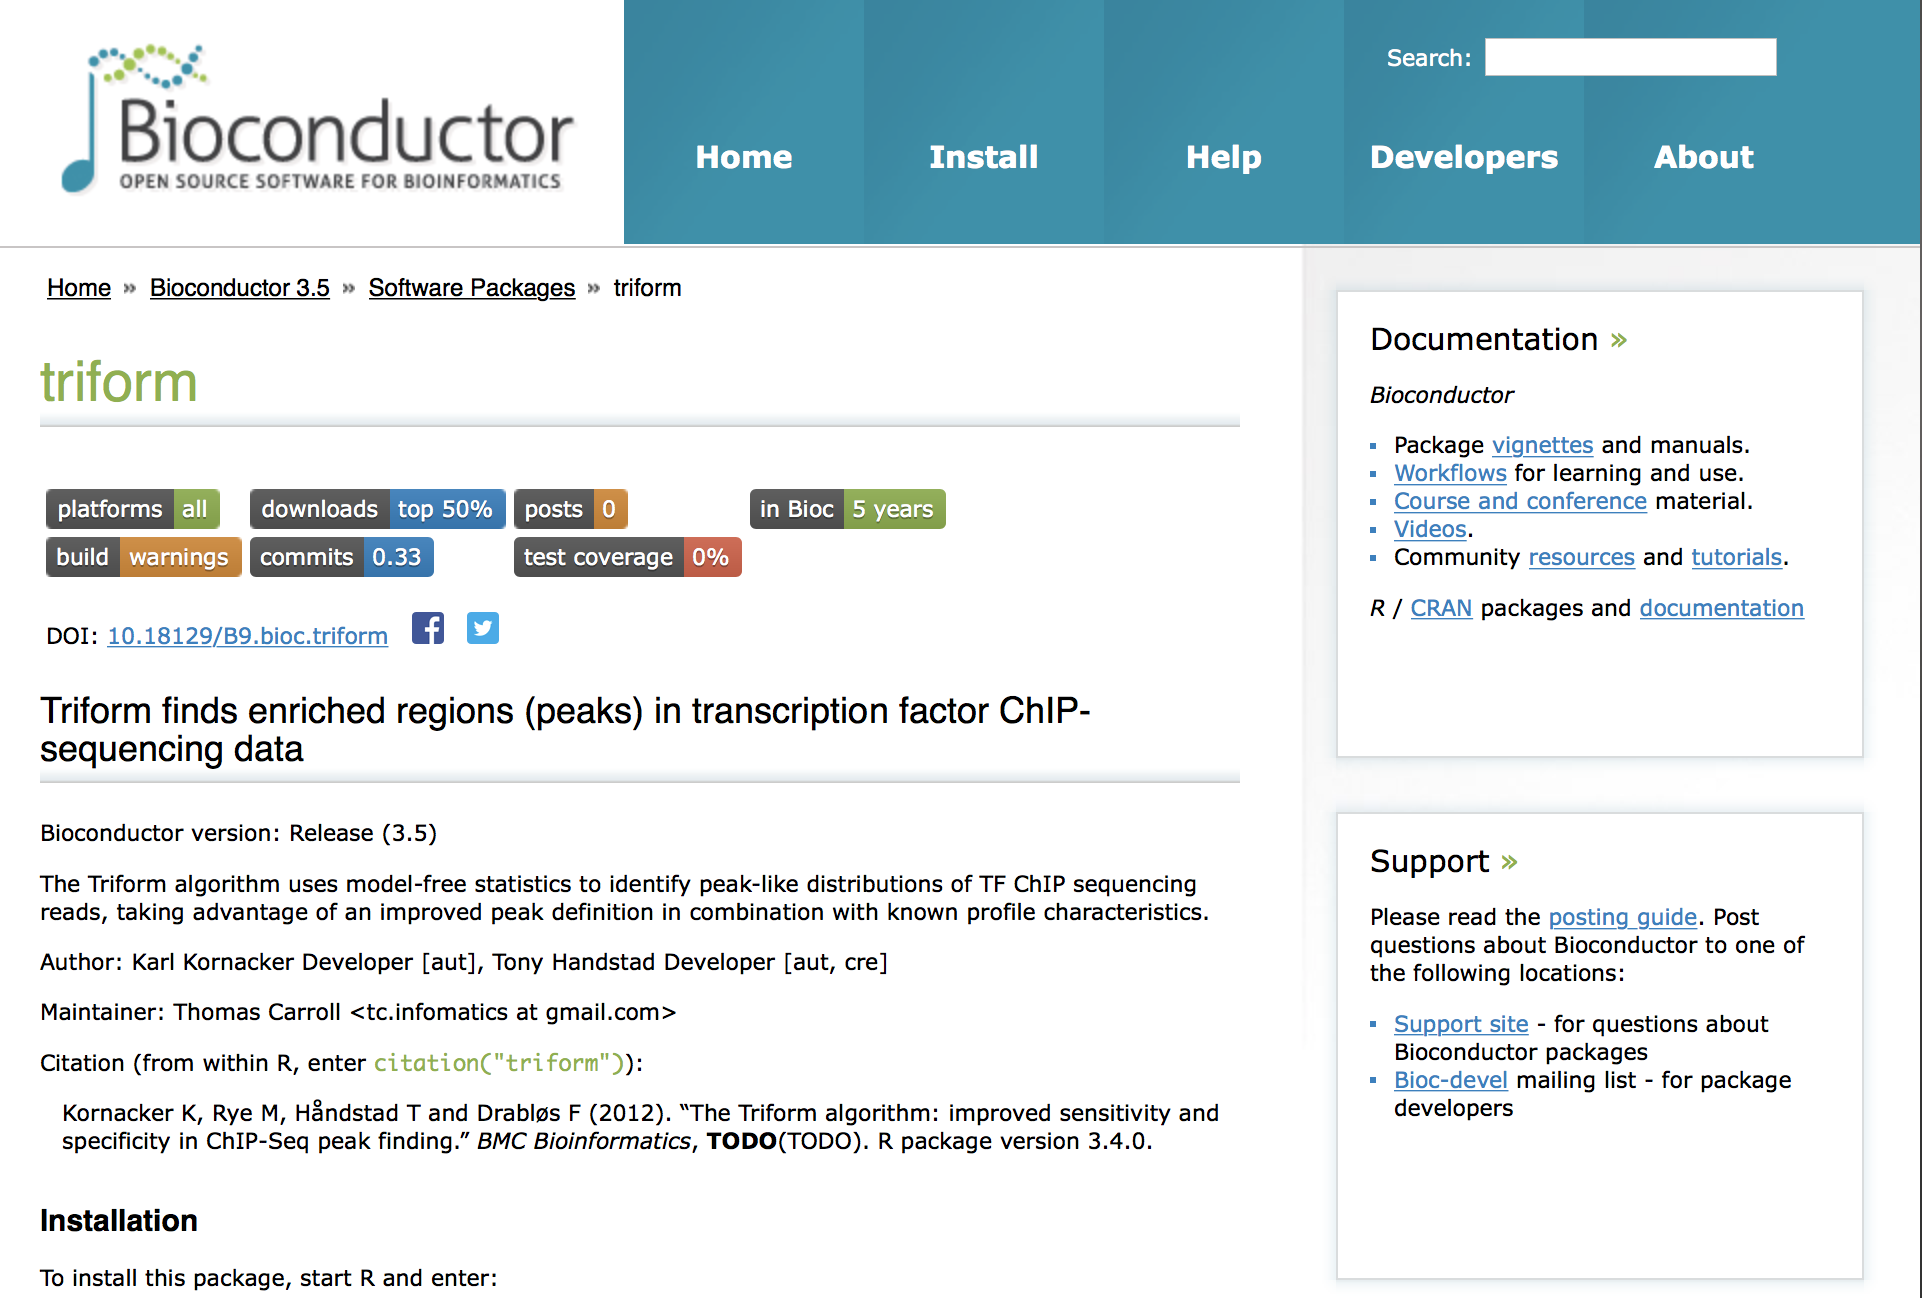 Bioconductor
OPEN SOURCE SOFTWARE FOR BIOINFORMATICS
Search:
Home Install Help Developers About
Home » Bioconductor 3.5 » Software Packages » triform
triform
platforms all downloads top 50% posts 0 in Bioc 5 years
build warnings commits 0.33 test coverage 0%
DOI: 10.18129/B9.bioc.triform
Triform finds enriched regions (peaks) in transcription factor ChIP-
sequencing data
Bioconductor version: Release (3.5)
The Triform algorithm uses model-free statistics to identify peak-like distributions of TF ChIP sequencing
reads, taking advantage of an improved peak definition in combination with known profile characteristics.
Author: Karl Kornacker Developer [aut], Tony Handstad Developer [aut, cre]
Maintainer: Thomas Carroll <tc.infomatics at gmail.com>
Citation (from within R, enter citation("triform")):
Kornacker K, Rye M, Håndstad T and Drabløs F (2012). “The Triform algorithm: improved sensitivity and
specificity in ChIP-Seq peak finding.” BMC Bioinformatics, TODO(TODO). R package version 3.4.0.
Installation
To install this package, start R and enter:
Documentation »
Bioconductor
Package vignettes and manuals.
Workflows for learning and use.
Course and conference material.
Videos.
Community resources and tutorials.
R / CRAN packages and documentation
Support »
Please read the posting guide. Post
questions about Bioconductor to one of
the following locations:
Support site - for questions about
Bioconductor packages
Bioc-devel mailing list - for package
developers